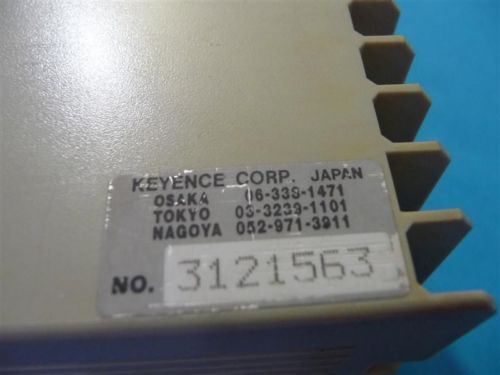 KEYENCE CORP. JAPAN
OSAKA 06-339-1471
TOKYO 03-3239-1101
NAGOYA 052-971-3911
NO. 3121563